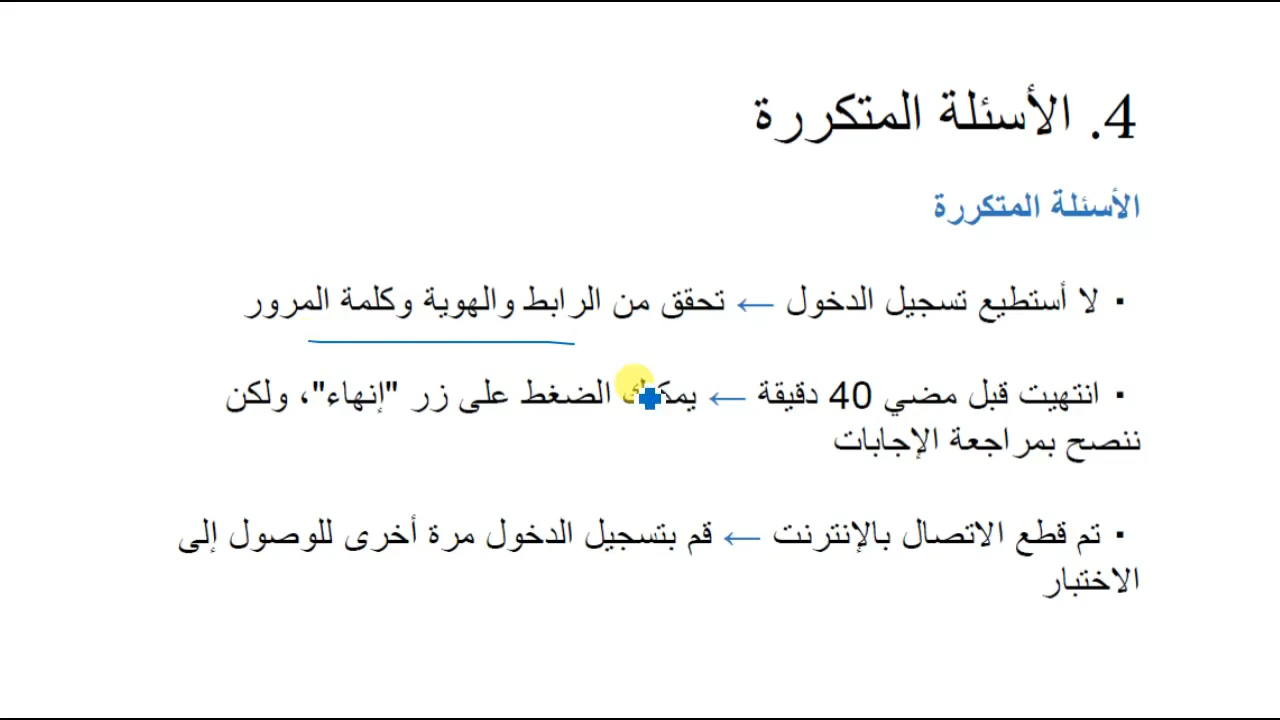 4. الأسئلة المتكررة
الأسئلة المتكررة
▪ لا أستطيع تسجيل الدخول ← تحقق من الرابط والهوية وكلمة المرور
▪ انتهيت قبل مضي 40 دقيقة ← يمكنك الضغط على زر "إنهاء"، ولكن
ننصح بمراجعة الإجابات
▪ تم قطع الاتصال بالإنترنت ← قم بتسجيل الدخول مرة أخرى للوصول إلى
الاختبار